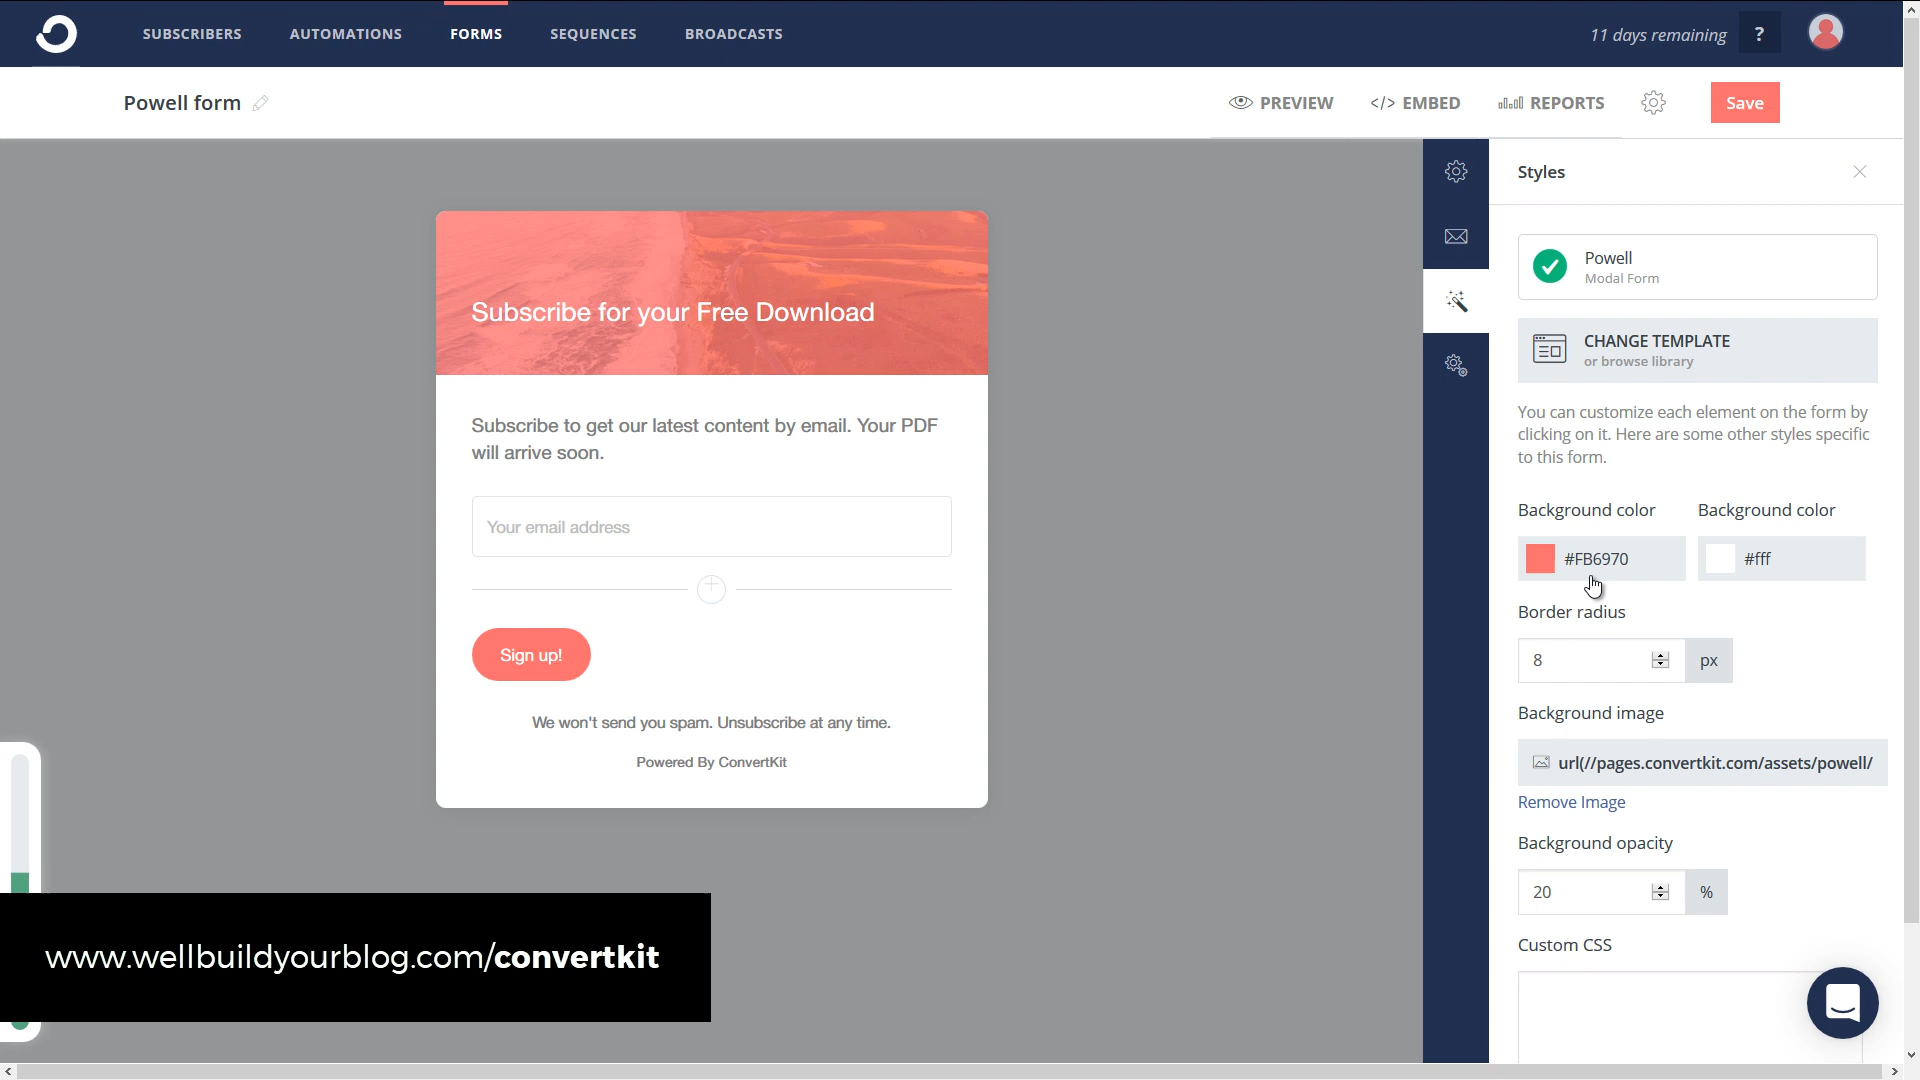 SUBSCRIBERS AUTOMATIONS FORMS SEQUENCES BROADCASTS 11 days remaining ?
Powell form PREVIEW </> EMBED REPORTS Save
Styles
Powell
Modal Form
CHANGE TEMPLATE
or browse library
You can customize each element on the form by
clicking on it. Here are some other styles specific
to this form.
Background color Background color
#FB6970 #fff
Border radius
8 px
Background image
url(//pages.convertkit.com/assets/powell/
Remove Image
Background opacity
20 %
Custom CSS
Subscribe for your Free Download
Subscribe to get our latest content by email. Your PDF
will arrive soon.
Your email address
Sign up!
We won't send you spam. Unsubscribe at any time.
Powered By ConvertKit
www.wellbuildyourblog.com/convertkit